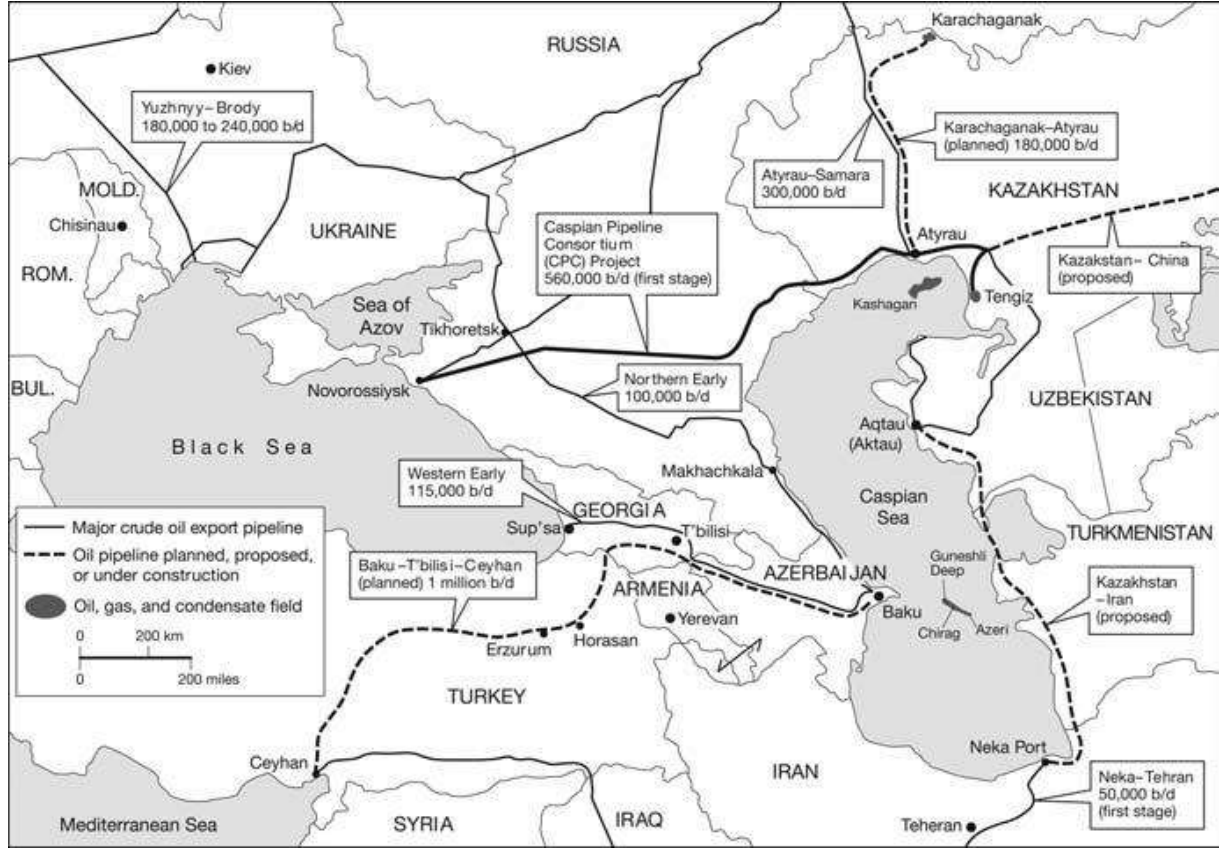 Karachaganak
RUSSIA
Kiev
Yuzhnyy–Brody
180,000 to 240,000 b/d
Karachaganak–Atyrau
(planned) 180,000 b/d
Atyrau–Samara
300,000 b/d
KAZAKHSTAN
MOLD.
Chisinau
UKRAINE
Caspian Pipeline
Consortium
(CPC) Project
560,000 b/d (first stage)
Atyrau
Kazakstan–China
(proposed)
ROM.
Sea of
Azov
Kashagan
Tengiz
Tikhoretsk
BUL.
Novorossiysk
Northern Early
100,000 b/d
UZBEKISTAN
Aqtau
(Aktau)
Black Sea
Makhachkala
Western Early
115,000 b/d
GEORGIA
Caspian
Sea
Sup'sa
T'bilisi
TURKMENISTAN
Major crude oil export pipeline
Oil pipeline planned, proposed,
or under construction
Oil, gas, and condensate field
0 200 km
0 200 miles
Baku–T'bilisi–Ceyhan
(planned) 1 million b/d
ARMENIA
AZERBAIJAN
Guneshli
Deep
Kazakhstan
–Iran
(proposed)
Yerevan
Baku
Chirag
Azeri
Erzurum
Horasan
TURKEY
Ceyhan
Neka Port
IRAN
Neka–Tehran
50,000 b/d
(first stage)
Mediterranean Sea
SYRIA
IRAQ
Teheran